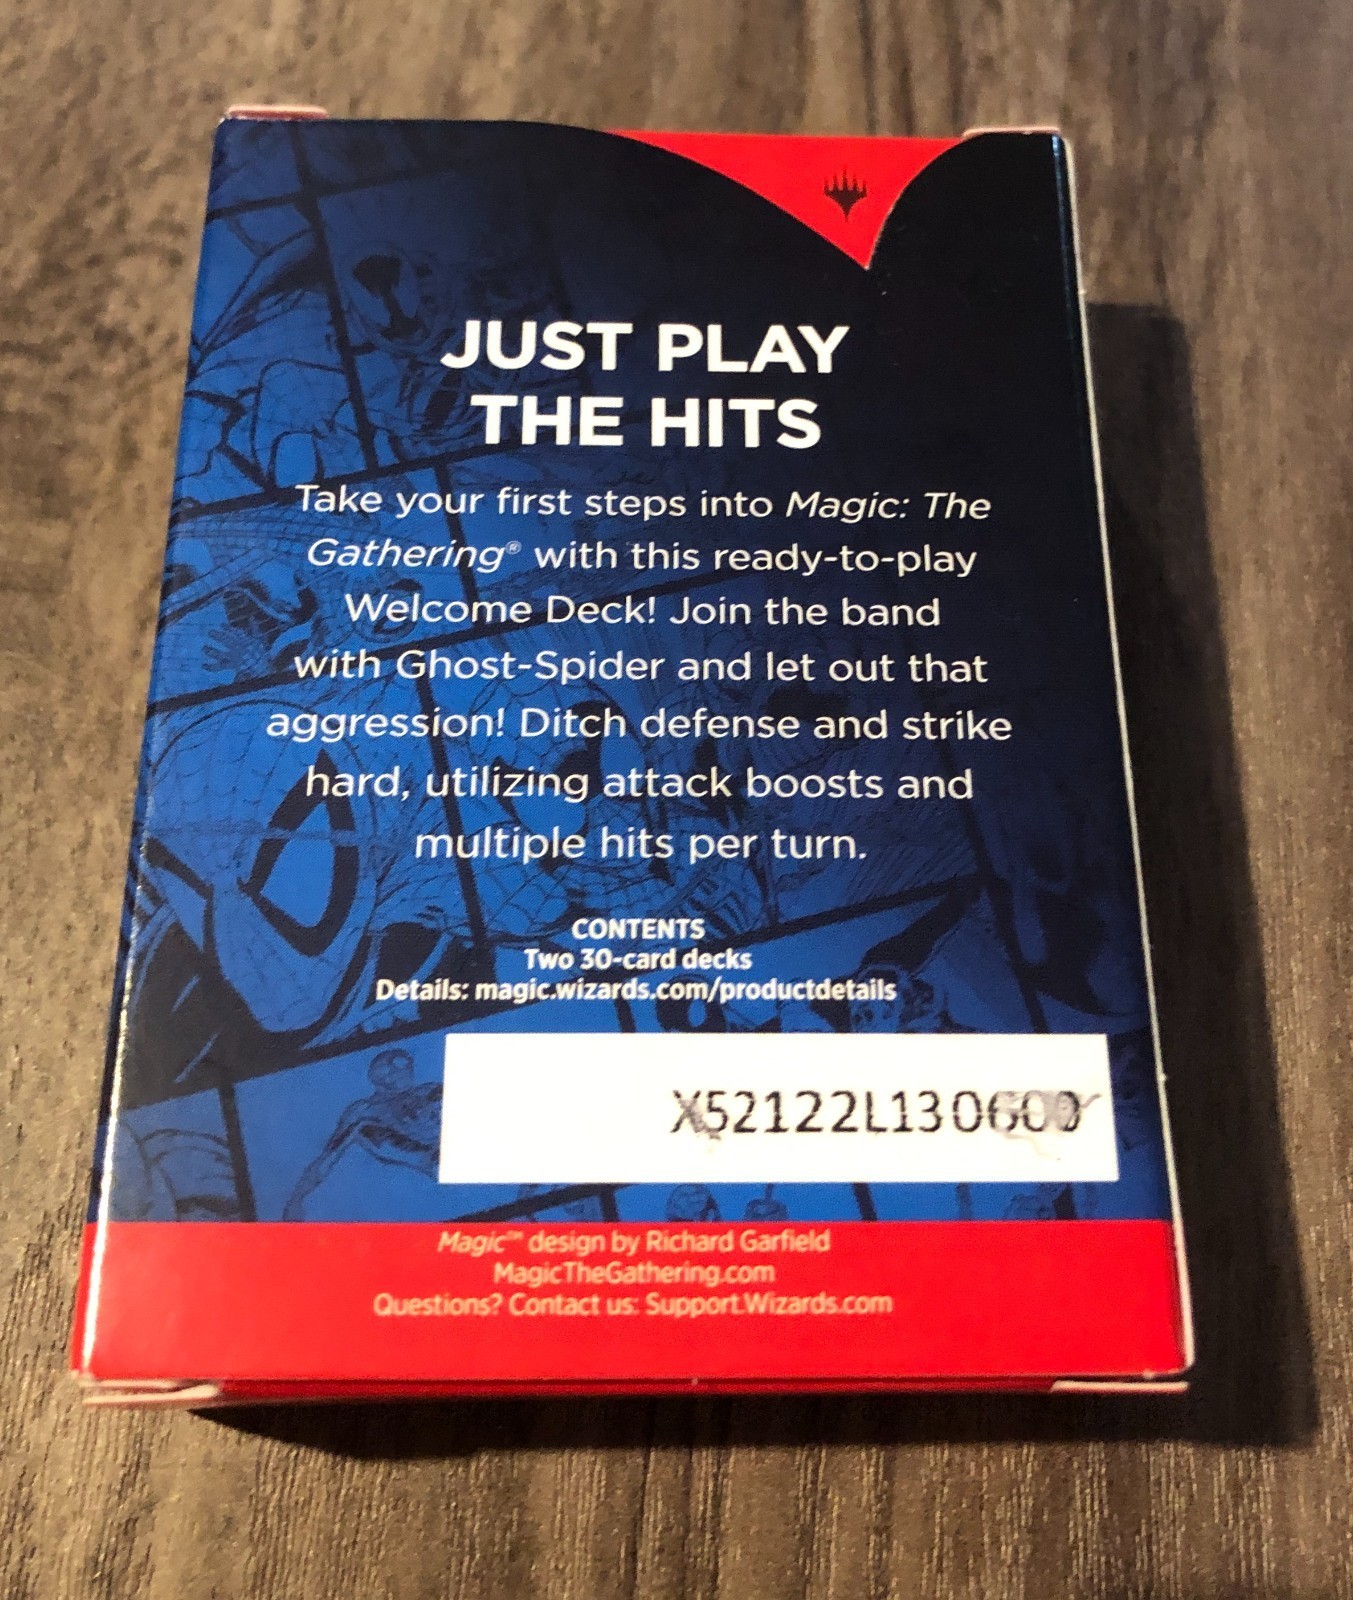 JUST PLAY
THE HITS
Take your first steps into Magic: The
Gathering® with this ready-to-play
Welcome Deck! Join the band
with Ghost-Spider and let out that
aggression! Ditch defense and strike
hard, utilizing attack boosts and
multiple hits per turn.
CONTENTS
Two 30-card decks
Details: magic.wizards.com/productdetails
X52122L130600
Magic™ design by Richard Garfield
MagicTheGathering.com
Questions? Contact us: Support.Wizards.com